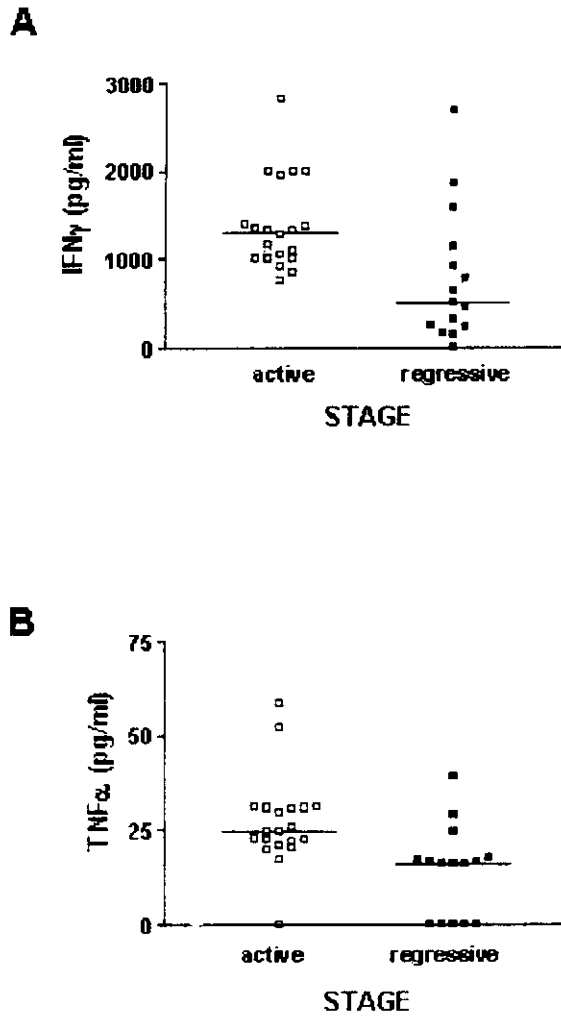 A
3000
2000
1000
0
IFNγ (pg/ml)
active regressive
STAGE
B
75
50
25
0
TNFα (pg/ml)
active regressive
STAGE